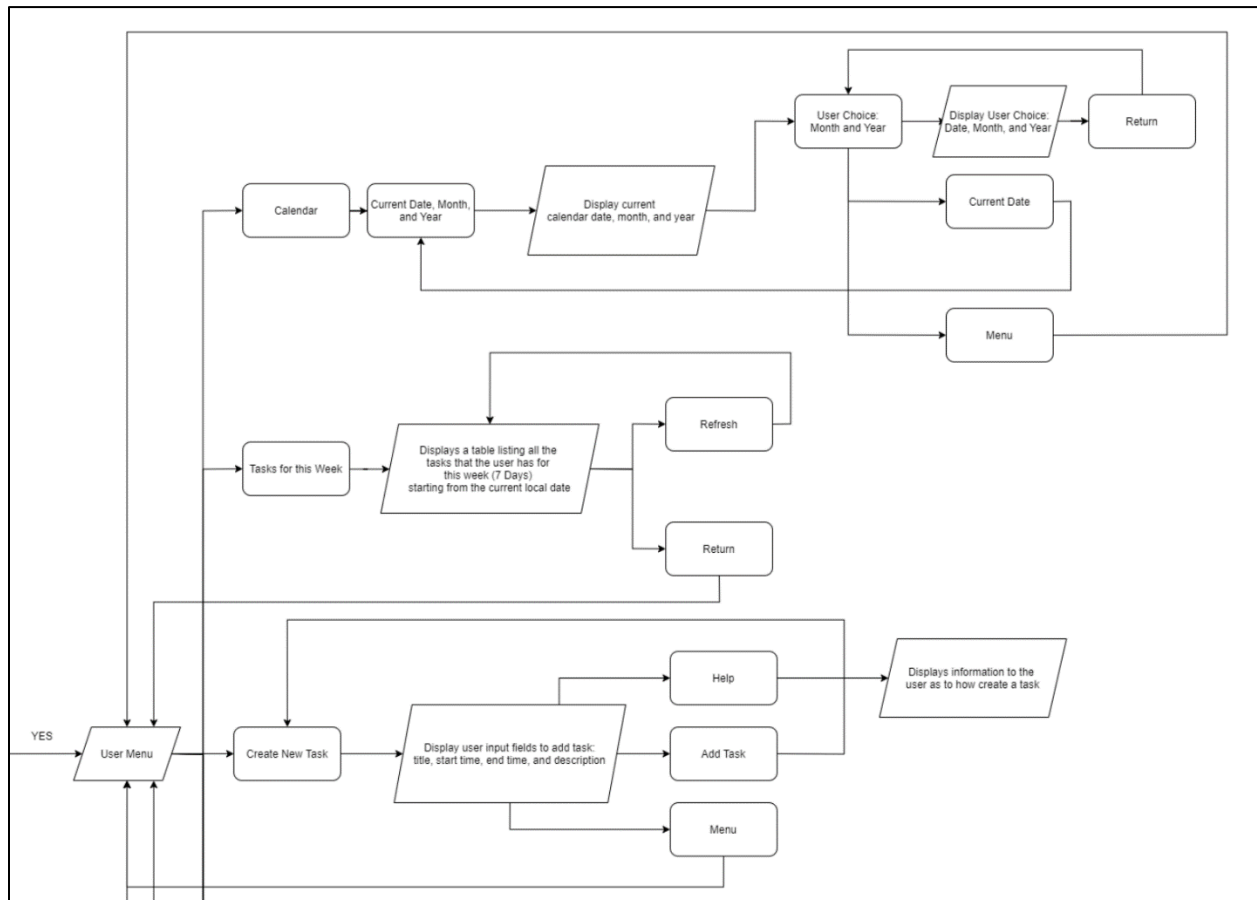 User Choice:
Month and Year
Display User Choice:
Date, Month, and Year
Return
Calendar
Current Date, Month,
and Year
Display current
calendar date, month, and year
Current Date
Menu
Refresh
Tasks for this Week
Displays a table listing all the
tasks that the user has for
this week (7 Days)
starting from the current local date
Return
Help
Displays information to the
user as to how create a task
YES
User Menu
Create New Task
Display user input fields to add task:
title, start time, end time, and description
Add Task
Menu